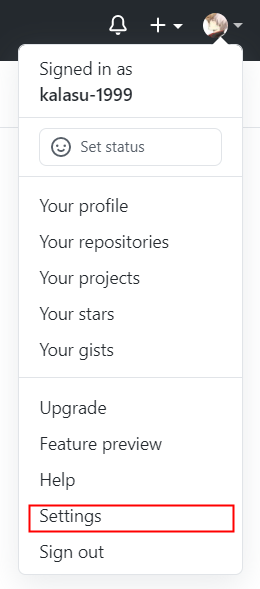 Signed in as
kalasu-1999
Set status
Your profile
Your repositories
Your projects
Your stars
Your gists
Upgrade
Feature preview
Help
Settings
Sign out